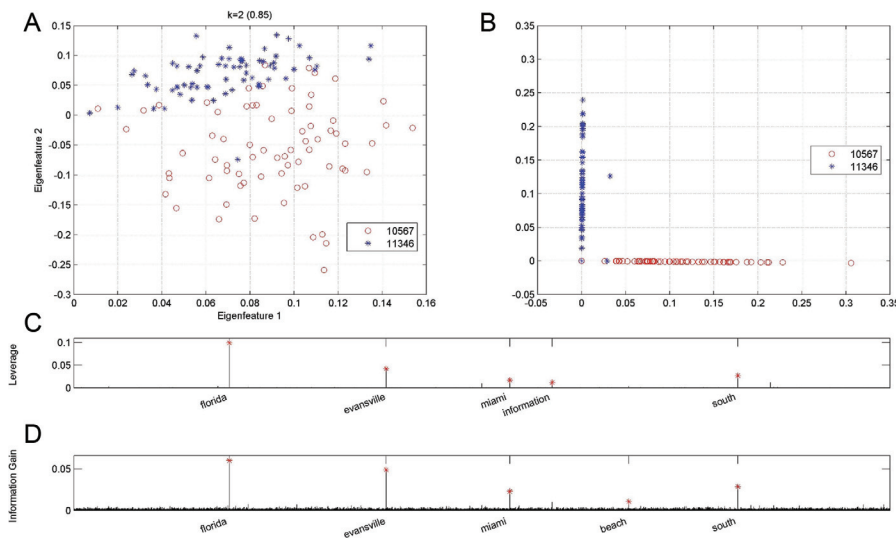 A
k=2 (0.85)
0.15
0.1
0.05
0
-0.05
-0.1
-0.15
-0.2
-0.25
-0.3
Eigenfeature 2
10567
11346
0
0.02
0.04
0.06
0.08
0.1
0.12
0.14
0.16
Eigenfeature 1
B
0.35
0.3
0.25
0.2
0.15
0.1
0.05
0
-0.05
10567
11346
-0.05
0
0.05
0.1
0.15
0.2
0.25
0.3
0.35
C
Leverage
0.1
0.05
0
florida
evansville
miami
information
south
D
Information Gain
0.05
0
florida
evansville
miami
beach
south